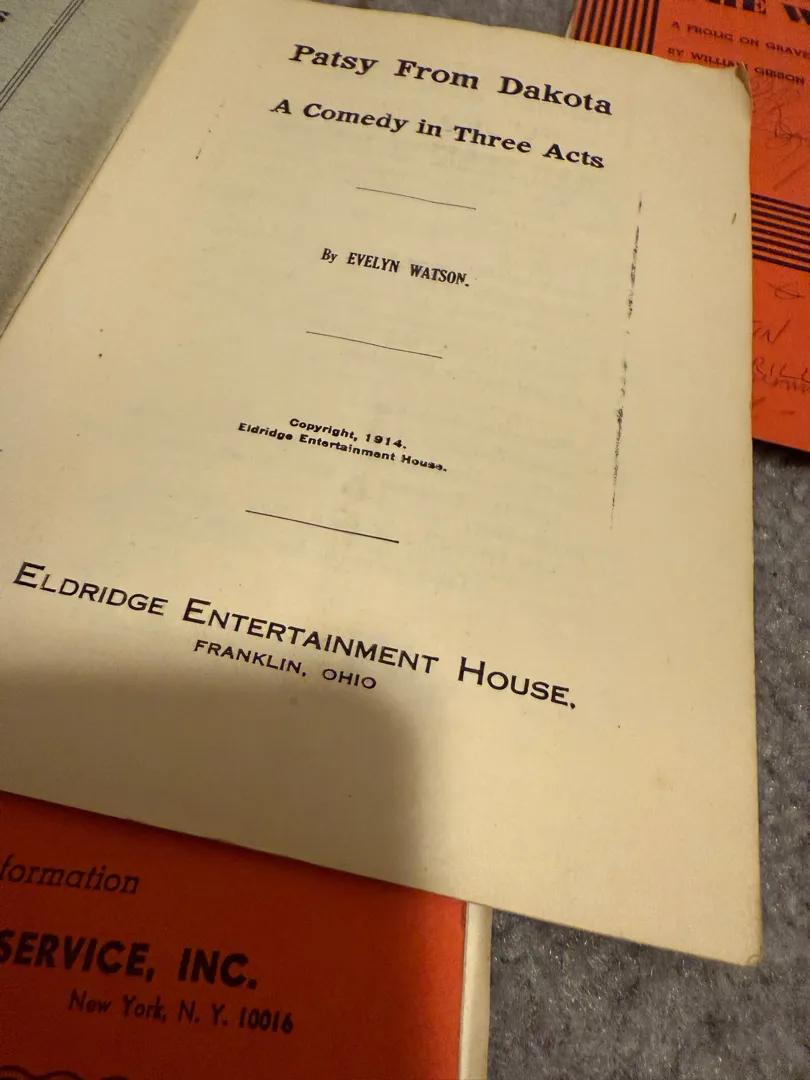 Patsy From Dakota
A Comedy in Three Acts
By EVELYN WATSON.
Copyright, 1914.
Eldridge Entertainment House.
ELDRIDGE ENTERTAINMENT HOUSE,
FRANKLIN, OHIO
A FROLIC ON GRAVE
BY WILLIAM GIBSON
formation
SERVICE, INC.
New York, N. Y. 10016